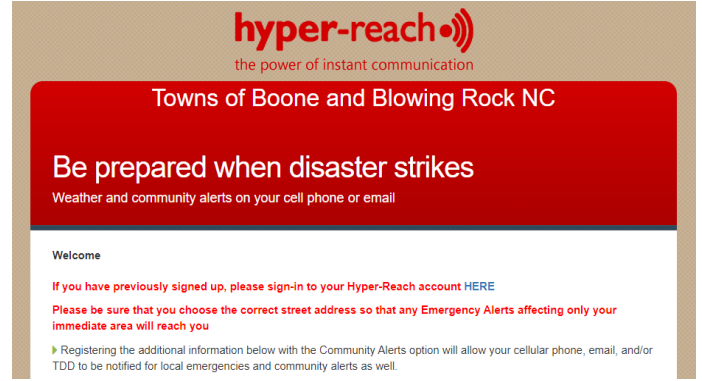 hyper-reach
the power of instant communication
Towns of Boone and Blowing Rock NC
Be prepared when disaster strikes
Weather and community alerts on your cell phone or email
Welcome
If you have previously signed up, please sign-in to your Hyper-Reach account HERE
Please be sure that you choose the correct street address so that any Emergency Alerts affecting only your
immediate area will reach you
Registering the additional information below with the Community Alerts option will allow your cellular phone, email, and/or
TDD to be notified for local emergencies and community alerts as well.